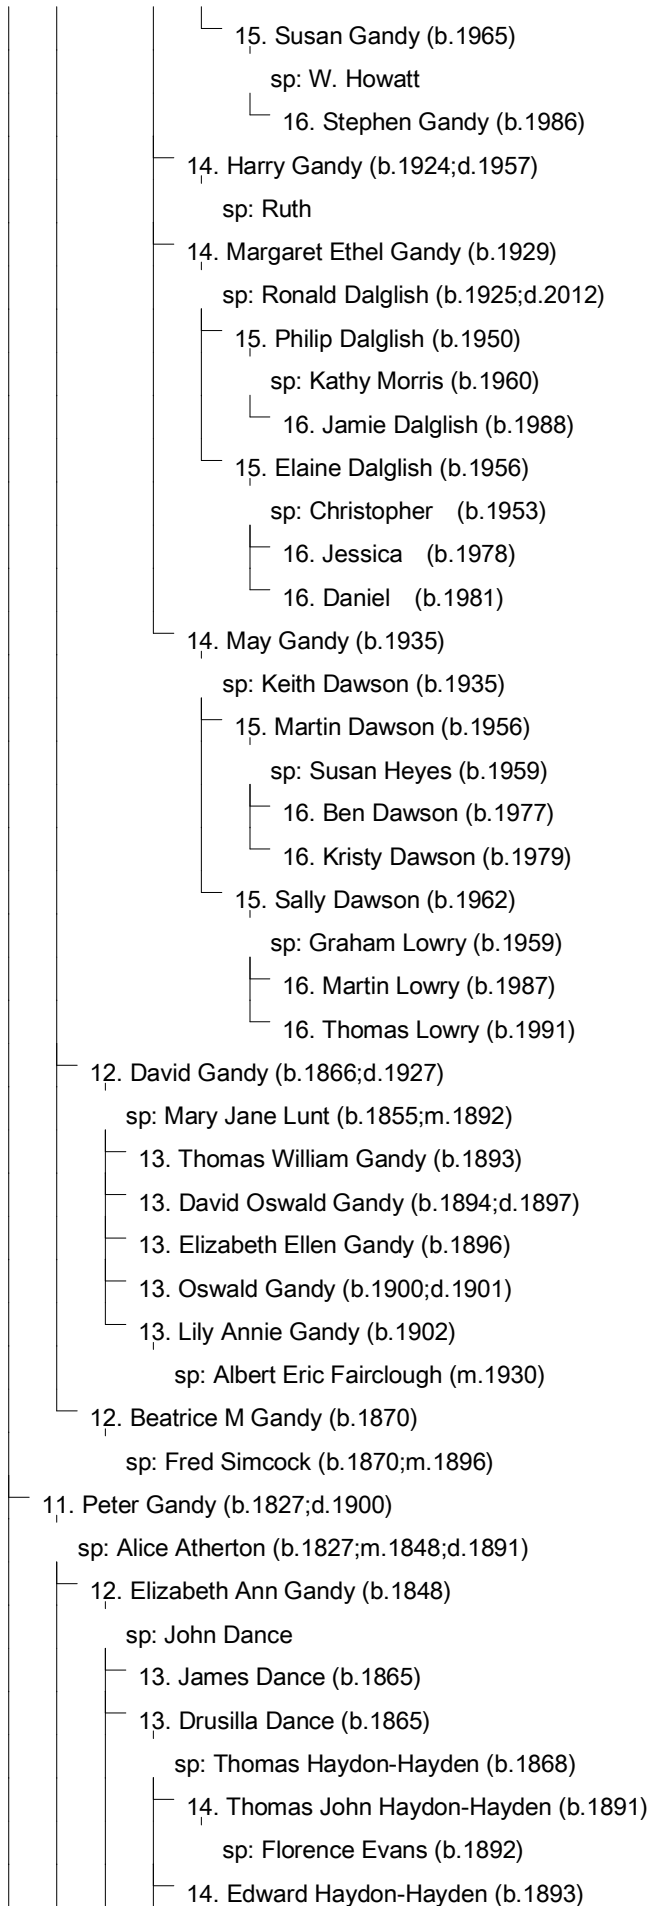 15. Susan Gandy (b.1965)
sp: W. Howatt
16. Stephen Gandy (b.1986)
14. Harry Gandy (b.1924;d.1957)
sp: Ruth
14. Margaret Ethel Gandy (b.1929)
sp: Ronald Dalglish (b.1925;d.2012)
15. Philip Dalglish (b.1950)
sp: Kathy Morris (b.1960)
16. Jamie Dalglish (b.1988)
15. Elaine Dalglish (b.1956)
sp: Christopher (b.1953)
16. Jessica (b.1978)
16. Daniel (b.1981)
14. May Gandy (b.1935)
sp: Keith Dawson (b.1935)
15. Martin Dawson (b.1956)
sp: Susan Heyes (b.1959)
16. Ben Dawson (b.1977)
16. Kristy Dawson (b.1979)
15. Sally Dawson (b.1962)
sp: Graham Lowry (b.1959)
16. Martin Lowry (b.1987)
16. Thomas Lowry (b.1991)
12. David Gandy (b.1866;d.1927)
sp: Mary Jane Lunt (b.1855;m.1892)
13. Thomas William Gandy (b.1893)
13. David Oswald Gandy (b.1894;d.1897)
13. Elizabeth Ellen Gandy (b.1896)
13. Oswald Gandy (b.1900;d.1901)
13. Lily Annie Gandy (b.1902)
sp: Albert Eric Fairclough (m.1930)
12. Beatrice M Gandy (b.1870)
sp: Fred Simcock (b.1870;m.1896)
11. Peter Gandy (b.1827;d.1900)
sp: Alice Atherton (b.1827;m.1848;d.1891)
12. Elizabeth Ann Gandy (b.1848)
sp: John Dance
13. James Dance (b.1865)
13. Drusilla Dance (b.1865)
sp: Thomas Haydon-Hayden (b.1868)
14. Thomas John Haydon-Hayden (b.1891)
sp: Florence Evans (b.1892)
14. Edward Haydon-Hayden (b.1893)